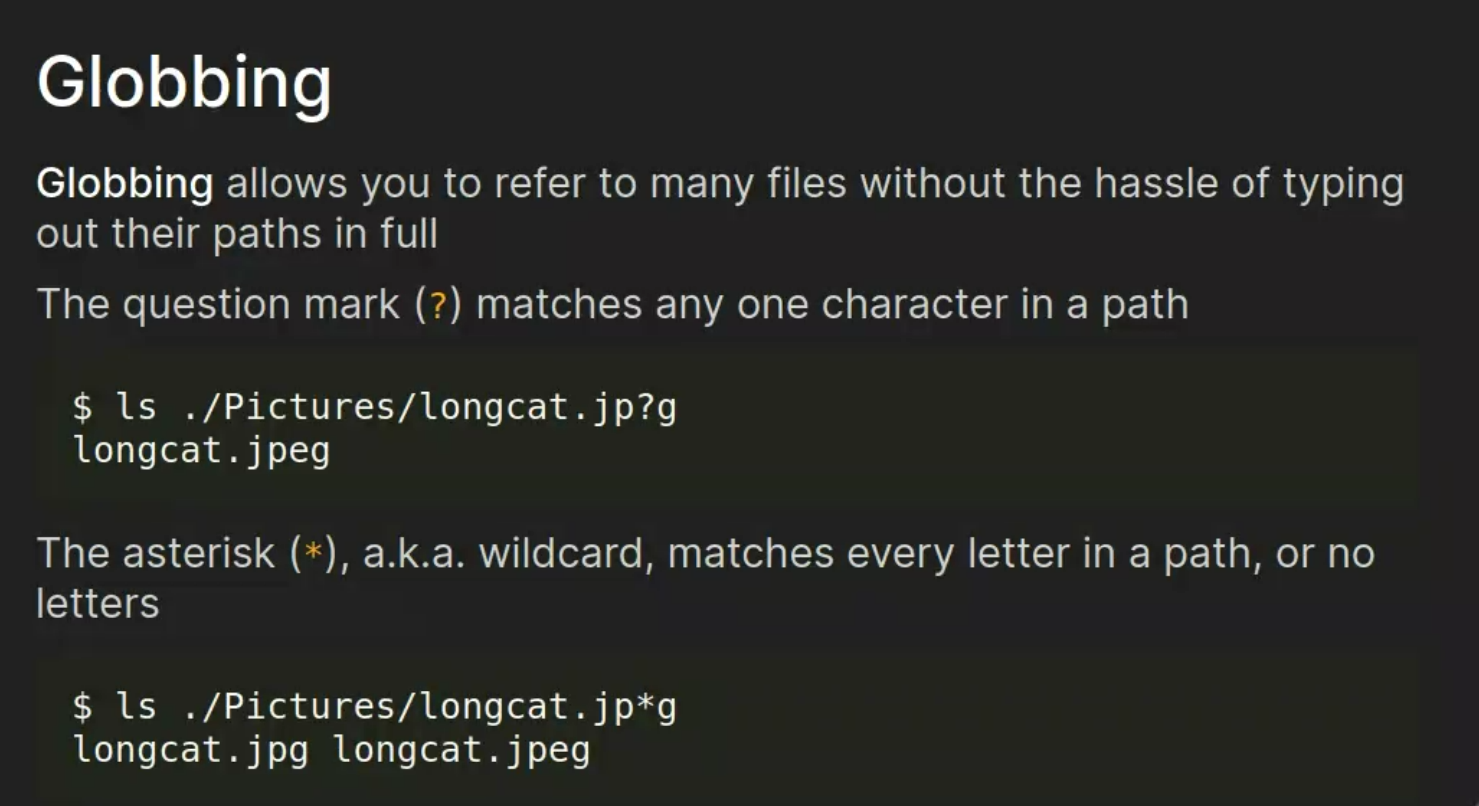 Globbing
Globbing allows you to refer to many files without the hassle of typing
out their paths in full
The question mark (?) matches any one character in a path
$ ls ./Pictures/longcat.jp?g
longcat.jpeg
The asterisk (*), a.k.a. wildcard, matches every letter in a path, or no
letters
$ ls ./Pictures/longcat.jp*g
longcat.jpg longcat.jpeg